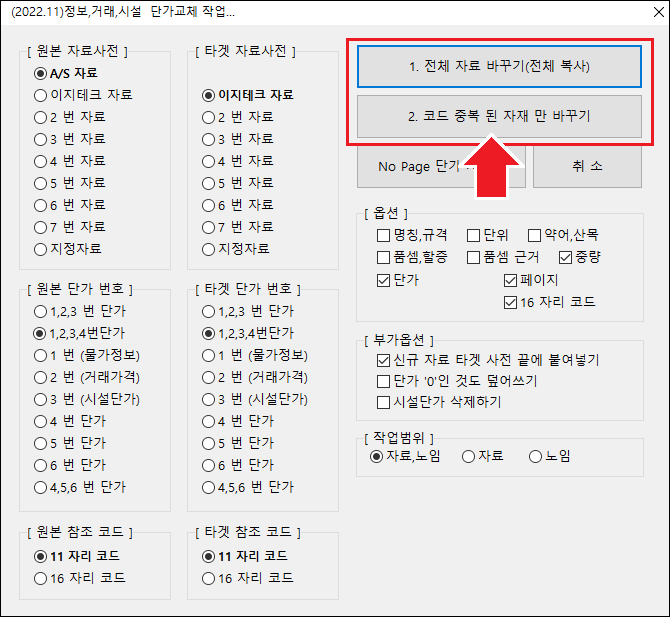 (2022.11)정보,거래,시설  단가교체 작업...
[ 원본 자료사전 ]
A/S 자료
이지테크 자료
2 번 자료
3 번 자료
4 번 자료
5 번 자료
6 번 자료
7 번 자료
지정자료
[ 타겟 자료사전 ]
이지테크 자료
2 번 자료
3 번 자료
4 번 자료
5 번 자료
6 번 자료
7 번 자료
지정자료
[ 원본 단가 번호 ]
1,2,3 번 단가
1,2,3,4번단가
1 번 (물가정보)
2 번 (거래가격)
3 번 (시설단가)
4 번 단가
5 번 단가
6 번 단가
4,5,6 번 단가
[ 타겟 단가 번호 ]
1,2,3 번 단가
1,2,3,4번단가
1 번 (물가정보)
2 번 (거래가격)
3 번 (시설단가)
4 번 단가
5 번 단가
6 번 단가
4,5,6 번 단가
[ 원본 참조 코드 ]
11 자리 코드
16 자리 코드
[ 타겟 참조 코드 ]
11 자리 코드
16 자리 코드
1. 전체 자료 바꾸기(전체 복사)
2. 코드 중복 된 자재 만 바꾸기
No Page 단가
취 소
[ 옵션 ]
명칭,규격 단위 약어,산목
품셈,할증 품셈 근거 중량
단가 페이지
16 자리 코드
[ 부가옵션 ]
신규 자료 타겟 사전 끝에 붙여넣기
단가 '0'인 것도 덮어쓰기
시설단가 삭제하기
[ 작업범위 ]
자료,노임 자료 노임